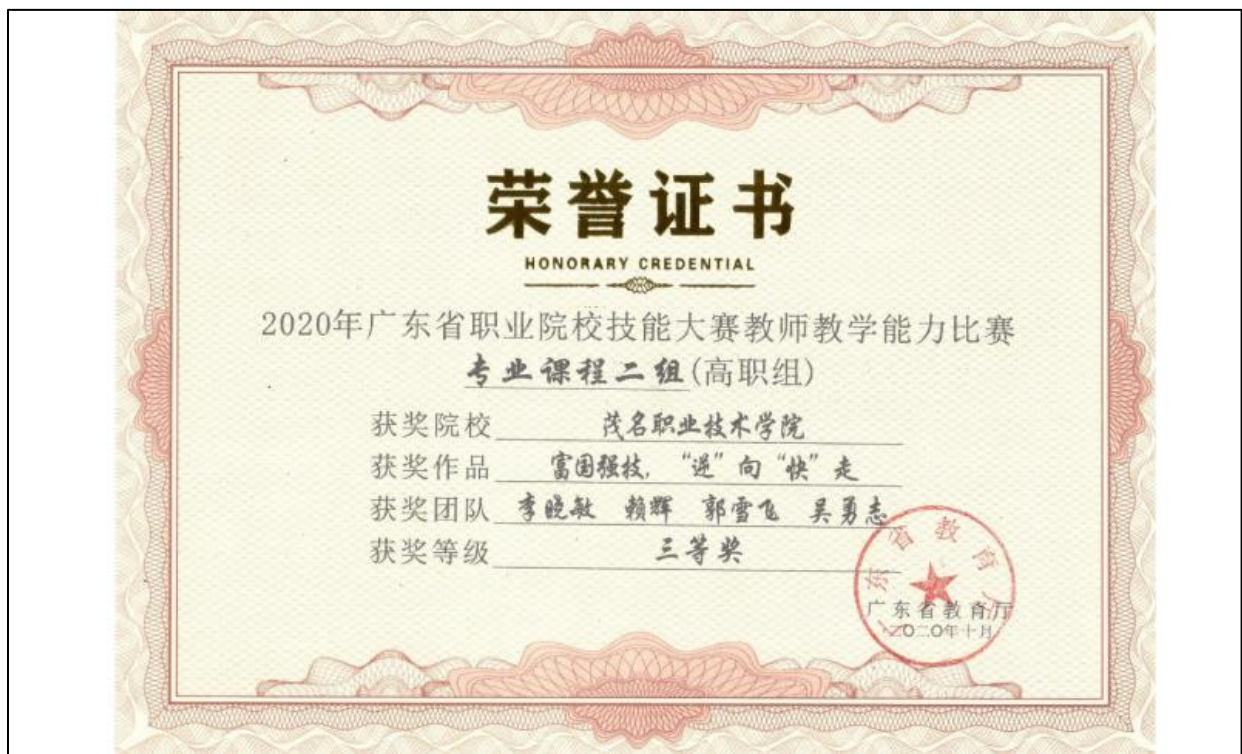 荣誉证书
HONORARY CREDENTIAL
2020年广东省职业院校技能大赛教师教学能力比赛
专业课程二组(高职组)
获奖院校 茂名职业技术学院
获奖作品 富国强技,“逆”向“快”走
获奖团队 李晓敏 赖辉 郭雪飞 吴勇志
获奖等级 三等奖
广东省教育厅
广东省教育厅
二〇二〇年十月